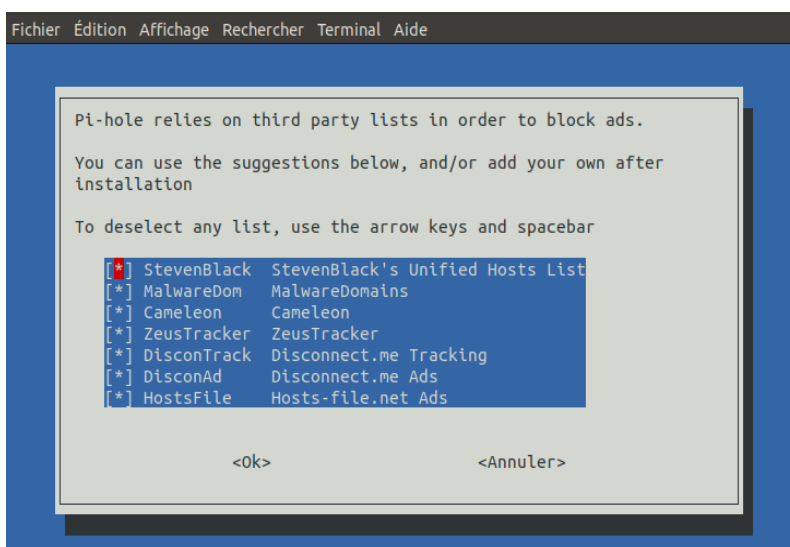 Fichier Édition Affichage Rechercher Terminal Aide
Pi-hole relies on third party lists in order to block ads.
You can use the suggestions below, and/or add your own after
installation
To deselect any list, use the arrow keys and spacebar
[*] StevenBlack StevenBlack's Unified Hosts List
[*] MalwareDom MalwareDomains
[*] Cameleon Cameleon
[*] ZeusTracker ZeusTracker
[*] DisconTrack Disconnect.me Tracking
[*] DisconAd Disconnect.me Ads
[*] HostsFile Hosts-file.net Ads
<Ok> <Annuler>